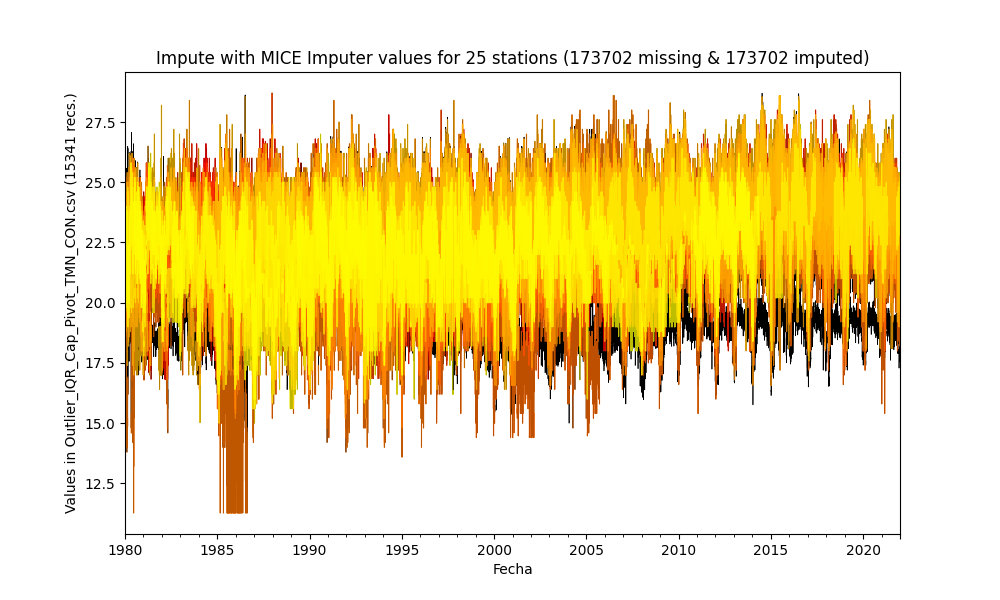 Impute with MICE Imputer values for 25 stations (173702 missing & 173702 imputed)
Values in Outlier_IQR_Cap_Pivot_TMN_CON.csv (15341 recs.)
27.5
25.0
22.5
20.0
17.5
15.0
12.5
1980 1985 1990 1995 2000 2005 2010 2015 2020
Fecha